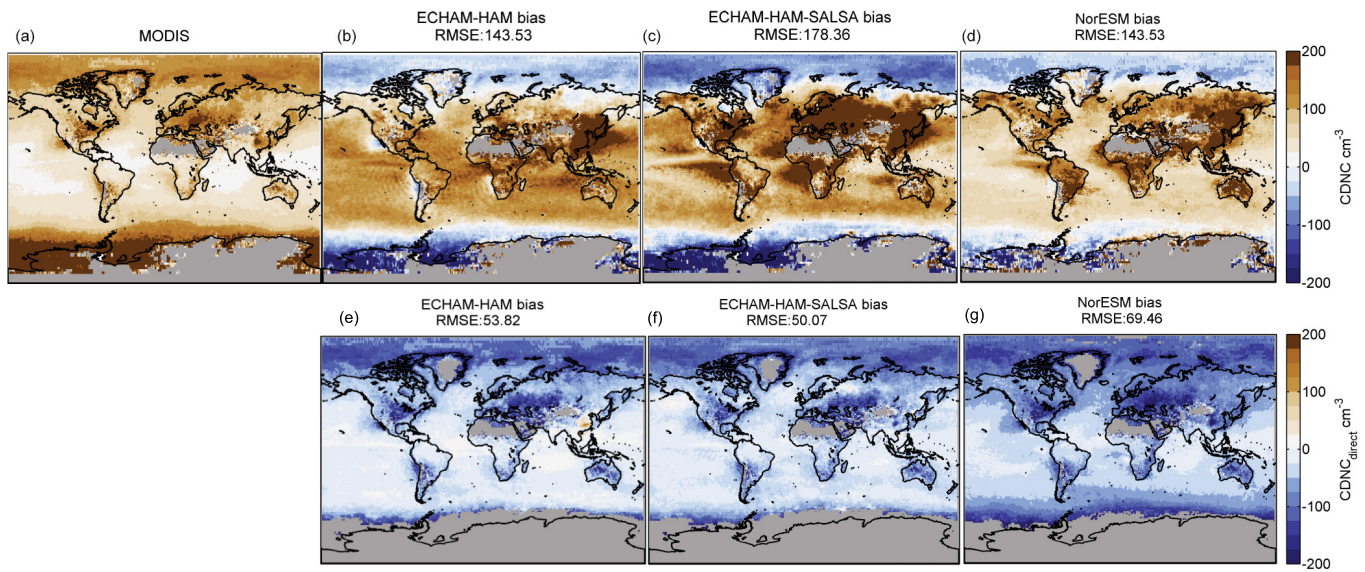 (a)
MODIS
(b)
ECHAM-HAM bias
RMSE:143.53
(c)
ECHAM-HAM-SALSA bias
RMSE:178.36
(d)
NorESM bias
RMSE:143.53
200
100
0
-100
-200
CDNC cm-3
(e)
ECHAM-HAM bias
RMSE:53.82
(f)
ECHAM-HAM-SALSA bias
RMSE:50.07
(g)
NorESM bias
RMSE:69.46
200
100
0
-100
-200
CDNCdirect cm-3